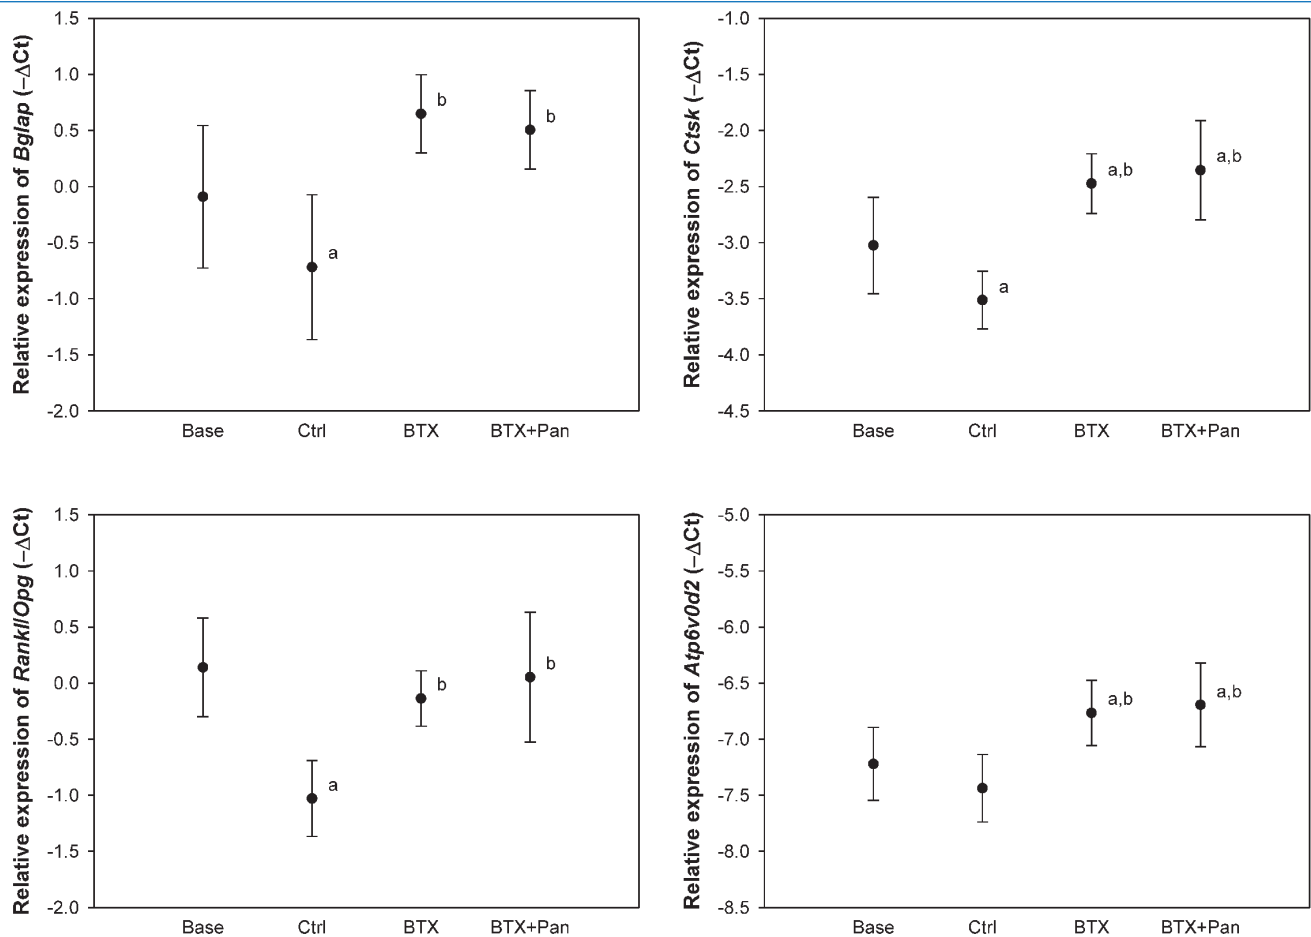 Relative expression of Bglap (−ΔCt)
1.5
1.0
0.5
0.0
-0.5
-1.0
-1.5
-2.0
b
b
a
Base Ctrl BTX BTX+Pan
Relative expression of Ctsk (−ΔCt)
-1.0
-1.5
-2.0
-2.5
-3.0
-3.5
-4.0
-4.5
a,b
a,b
a
Base Ctrl BTX BTX+Pan
Relative expression of Rankl/Opg (−ΔCt)
1.5
1.0
0.5
0.0
-0.5
-1.0
-1.5
-2.0
b
b
a
Base Ctrl BTX BTX+Pan
Relative expression of Atp6v0d2 (−ΔCt)
-5.0
-5.5
-6.0
-6.5
-7.0
-7.5
-8.0
-8.5
a,b
a,b
Base Ctrl BTX BTX+Pan